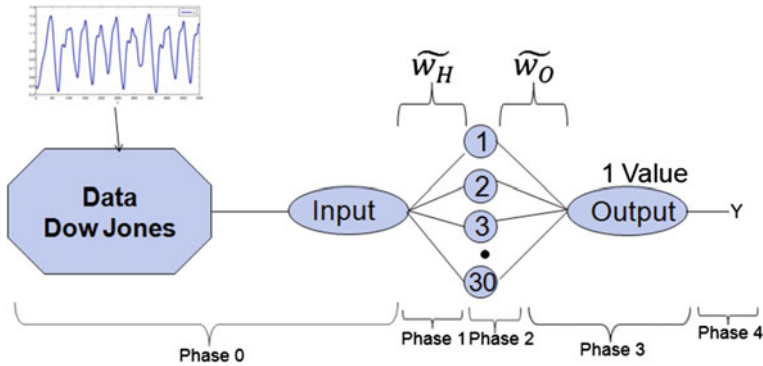 w̃_H
w̃_O
1
1 Value
Data
Dow Jones
Input
2
3
30
Output
Y
Phase 0
Phase 1
Phase 2
Phase 3
Phase 4